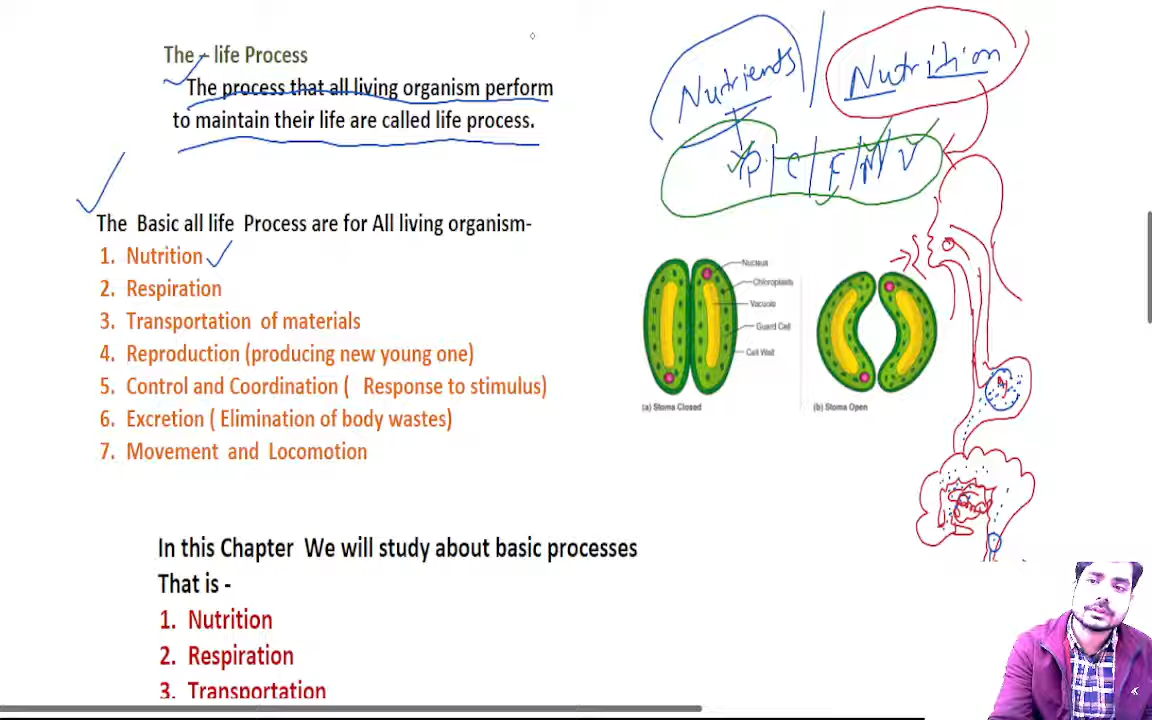 The – life Process
The process that all living organism perform
to maintain their life are called life process.
The Basic all life Process are for All living organism-
1. Nutrition
2. Respiration
3. Transportation of materials
4. Reproduction (producing new young one)
5. Control and Coordination ( Response to stimulus)
6. Excretion ( Elimination of body wastes)
7. Movement and Locomotion
In this Chapter We will study about basic processes
That is -
1. Nutrition
2. Respiration
3. Transportation
Nutrients / Nutrition
P / C / F / M / V
Nucleus
Chloroplasts
Vacuole
Guard Cell
Cell Wall
(a) Stoma Closed
(b) Stoma Open